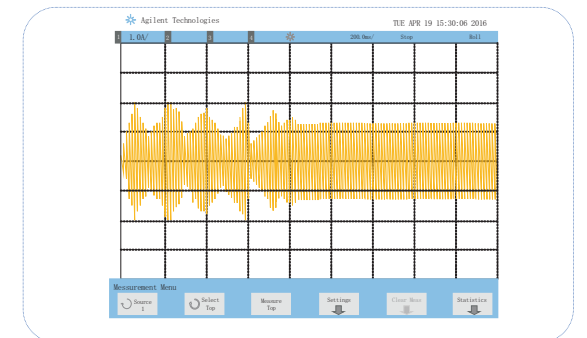 Agilent Technologies
TUE APR 19 15:30:06 2016
1 1.0A/ 2 3 4 200.0ms/ Stop Roll
Measurement Menu
Source
1
Select
Top
Measure
Top
Settings
Clear Meas
Statistics